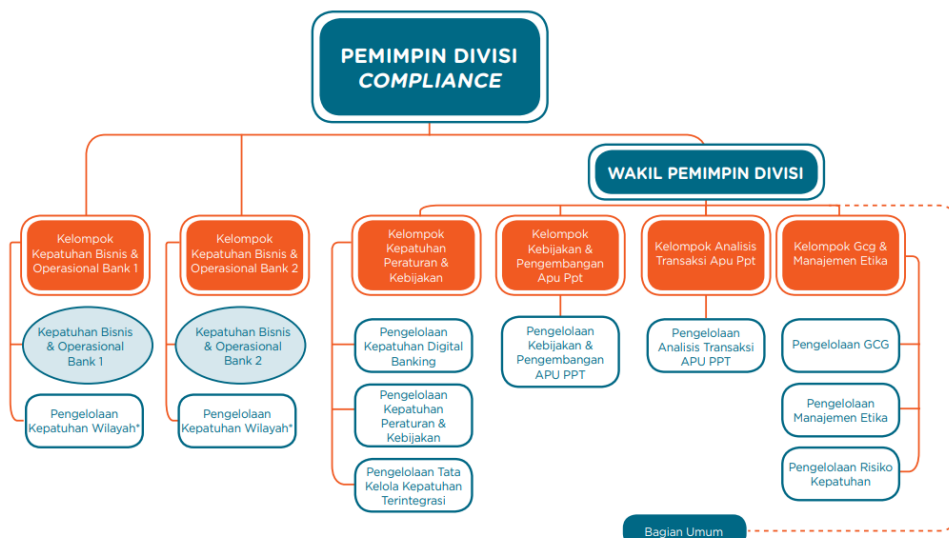 PEMIMPIN DIVISI
COMPLIANCE
WAKIL PEMIMPIN DIVISI
Kelompok
Kepatuhan Bisnis &
Operasional Bank 1
Kelompok
Kepatuhan Bisnis &
Operasional Bank 2
Kelompok
Kepatuhan
Peraturan &
Kebijakan
Kelompok
Kebijakan &
Pengembangan
Apu Ppt
Kelompok Analisis
Transaksi Apu Ppt
Kelompok Gcg &
Manajemen Etika
Kepatuhan Bisnis
& Operasional
Bank 1
Kepatuhan Bisnis
& Operasional
Bank 2
Pengelolaan
Kepatuhan Digital
Banking
Pengelolaan
Kebijakan &
Pengembangan
APU PPT
Pengelolaan
Analisis Transaksi
APU PPT
Pengelolaan GCG
Pengelolaan
Kepatuhan Wilayah*
Pengelolaan
Kepatuhan Wilayah*
Pengelolaan
Kepatuhan
Peraturan &
Kebijakan
Pengelolaan
Manajemen Etika
Pengelolaan Tata
Kelola Kepatuhan
Terintegrasi
Pengelolaan Risiko
Kepatuhan
Bagian Umum